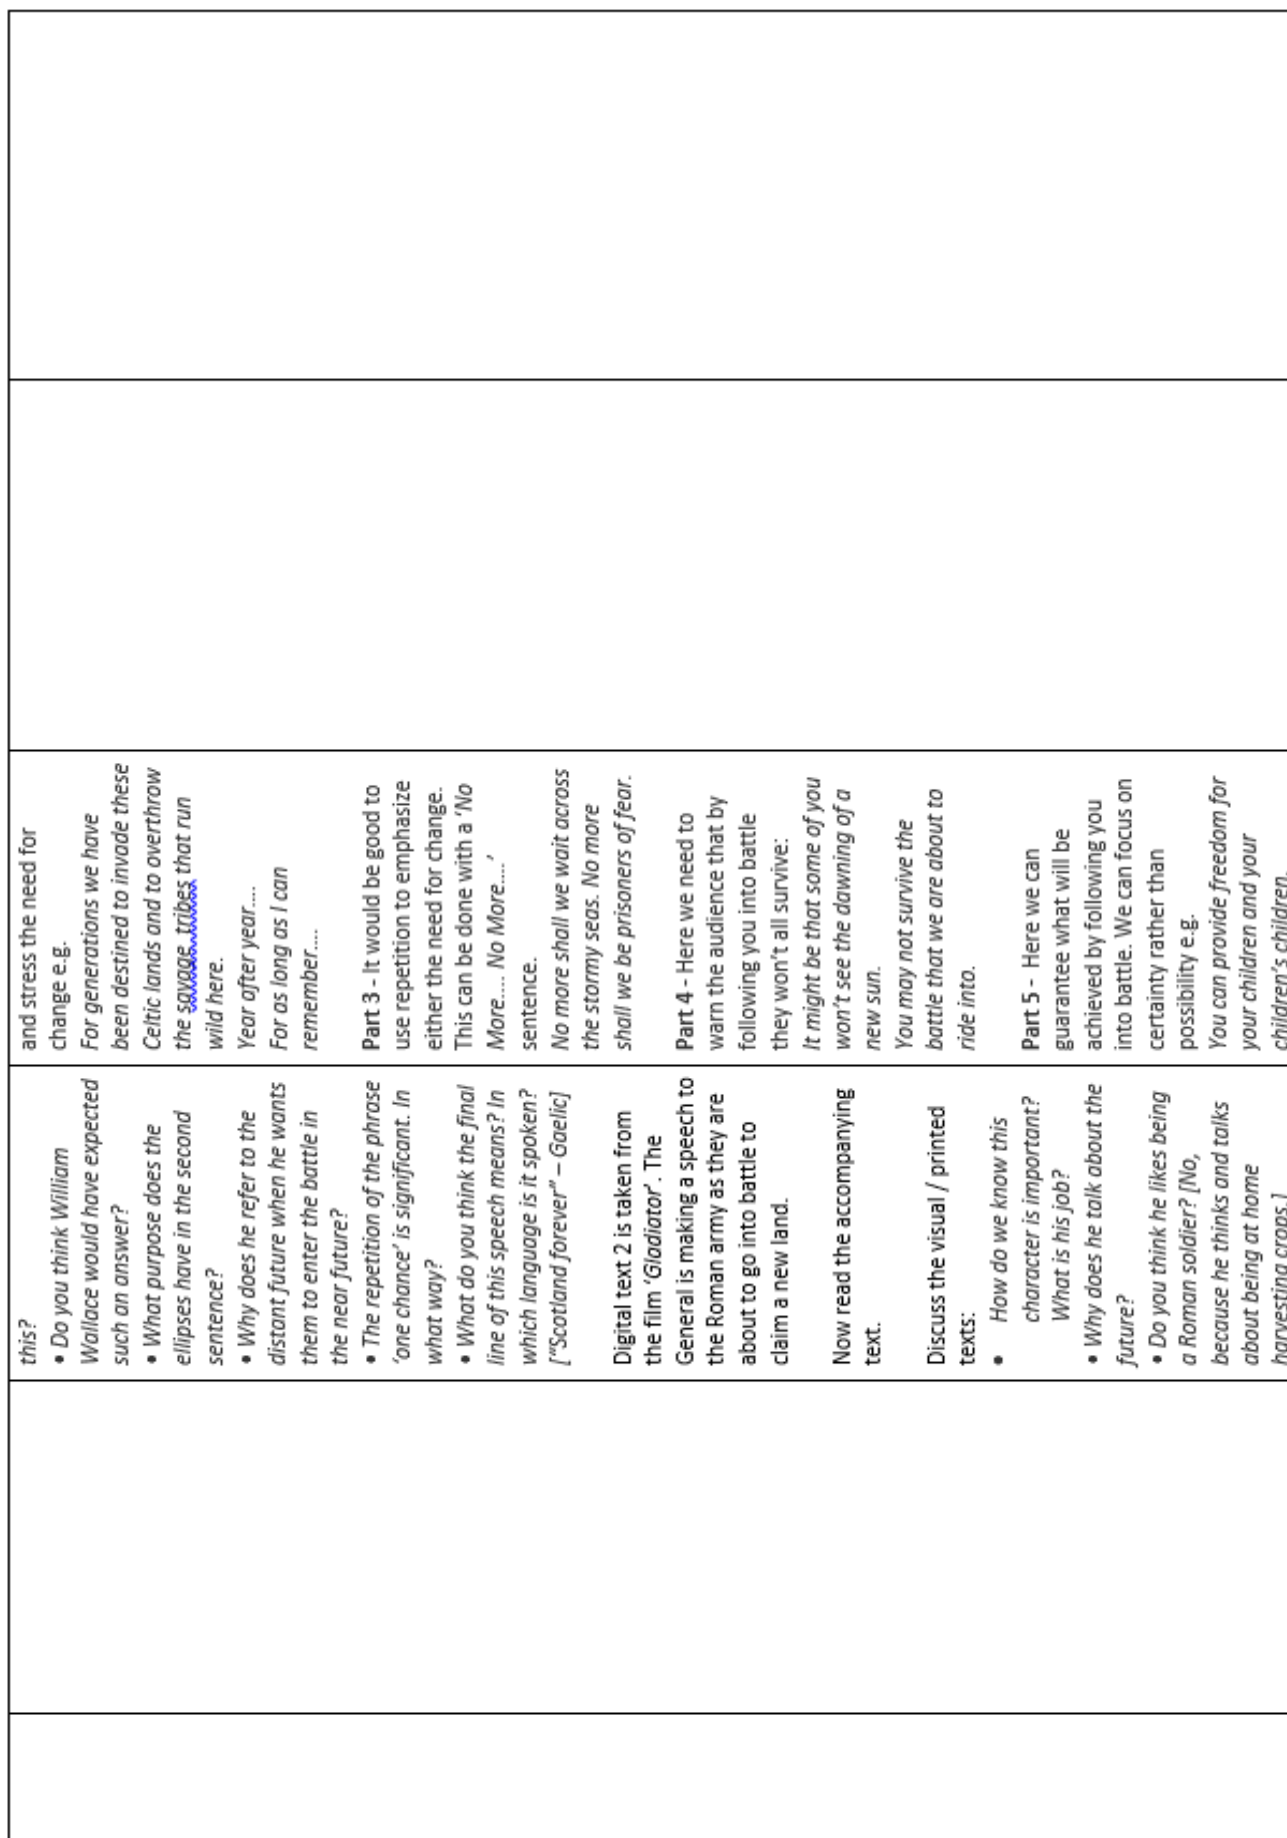 this?
• Do you think William
Wallace would have expected
such an answer?
• What purpose does the
ellipses have in the second
sentence?
• Why does he refer to the
distant future when he wants
them to enter the battle in
the near future?
• The repetition of the phrase
‘one chance’ is significant. In
what way?
• What do you think the final
line of this speech means? In
which language is it spoken?
[“Scotland forever” – Gaelic]
Digital text 2 is taken from
the film ‘Gladiator’. The
General is making a speech to
the Roman army as they are
about to go into battle to
claim a new land.
Now read the accompanying
text.
Discuss the visual / printed
texts:
• How do we know this
character is important?
What is his job?
• Why does he talk about the
future?
• Do you think he likes being
a Roman soldier? [No,
because he thinks and talks
about being at home
harvesting crops.]
and stress the need for
change e.g.
For generations we have
been destined to invade these
Celtic lands and to overthrow
the savage tribes that run
wild here.
Year after year....
For as long as I can
remember....
Part 3 - It would be good to
use repetition to emphasize
either the need for change.
This can be done with a ‘No
More.... No More....’
sentence.
No more shall we wait across
the stormy seas. No more
shall we be prisoners of fear.
Part 4 - Here we need to
warn the audience that by
following you into battle
they won’t all survive:
It might be that some of you
won’t see the dawning of a
new sun.
You may not survive the
battle that we are about to
ride into.
Part 5 - Here we can
guarantee what will be
achieved by following you
into battle. We can focus on
certainty rather than
possibility e.g.
You can provide freedom for
your children and your
children’s children.